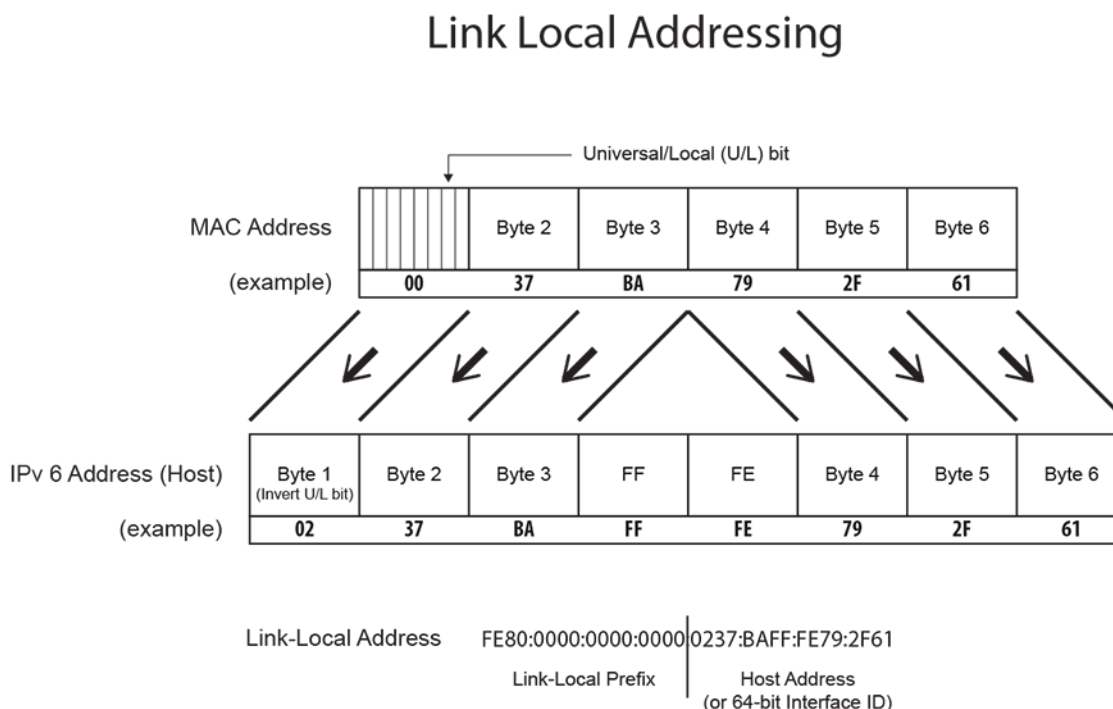 Link Local Addressing
Universal/Local (U/L) bit
MAC Address Byte 2 Byte 3 Byte 4 Byte 5 Byte 6
(example) 00 37 BA 79 2F 61
IPv 6 Address (Host) Byte 1 Byte 2 Byte 3 FF FE Byte 4 Byte 5 Byte 6
(Invert U/L bit)
(example) 02 37 BA FF FE 79 2F 61
Link-Local Address FE80:0000:0000:0000:0237:BAFF:FE79:2F61
Link-Local Prefix Host Address
(or 64-bit Interface ID)